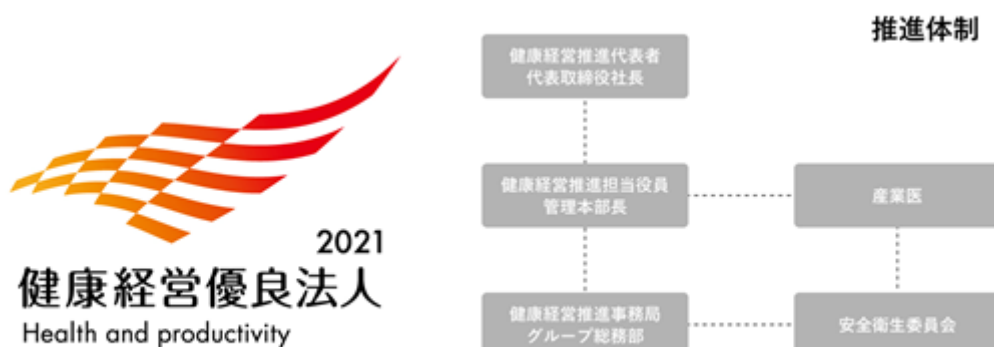 2021
健康経営優良法人
Health and productivity
推進体制
健康経営推進代表者
代表取締役社長
健康経営推進担当役員
管理本部長
産業医
健康経営推進事務局
グループ総務部
安全衛生委員会